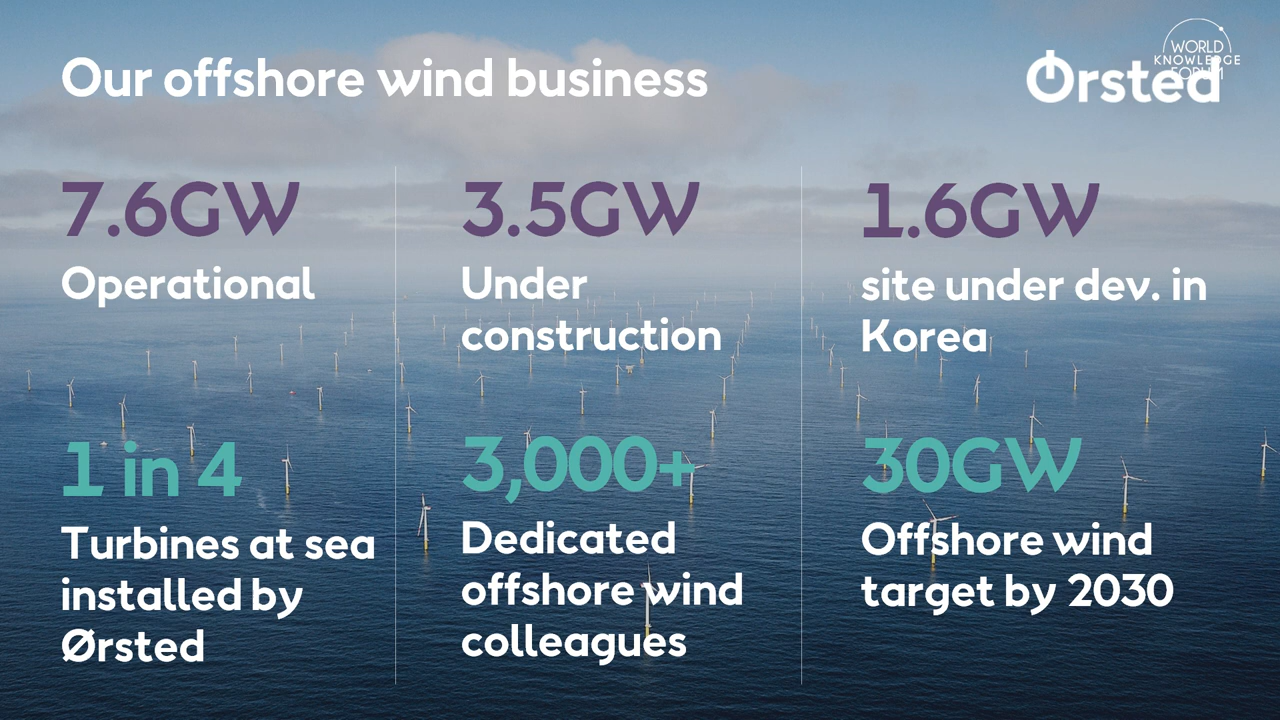 Our offshore wind business
WORLD
KNOWLEDGE
FORUM
Ørsted
7.6GW
Operational
3.5GW
Under
construction
1.6GW
site under dev. in
Korea
1 in 4
Turbines at sea
installed by
Ørsted
3,000+
Dedicated
offshore wind
colleagues
30GW
Offshore wind
target by 2030